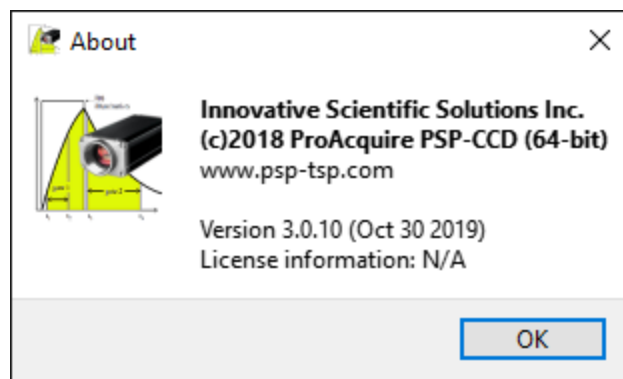 About
Innovative Scientific Solutions Inc.
(c)2018 ProAcquire PSP-CCD (64-bit)
www.psp-tsp.com
Version 3.0.10 (Oct 30 2019)
License information: N/A
OK